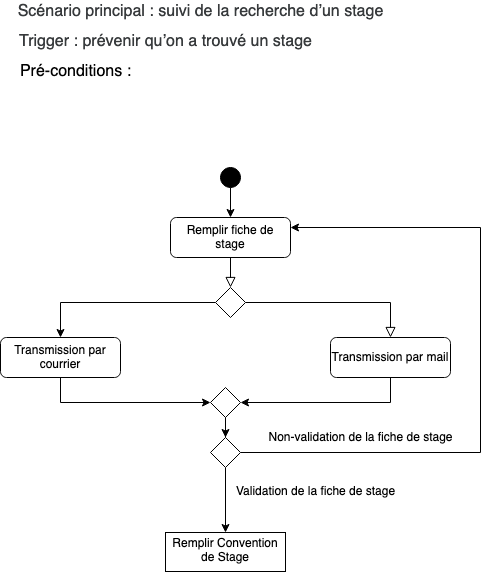 Scénario principal : suivi de la recherche d’un stage
Trigger : prévenir qu’on a trouvé un stage
Pré-conditions :
Remplir fiche de
stage
Transmission par
courrier
Transmission par mail
Non-validation de la fiche de stage
Validation de la fiche de stage
Remplir Convention
de Stage